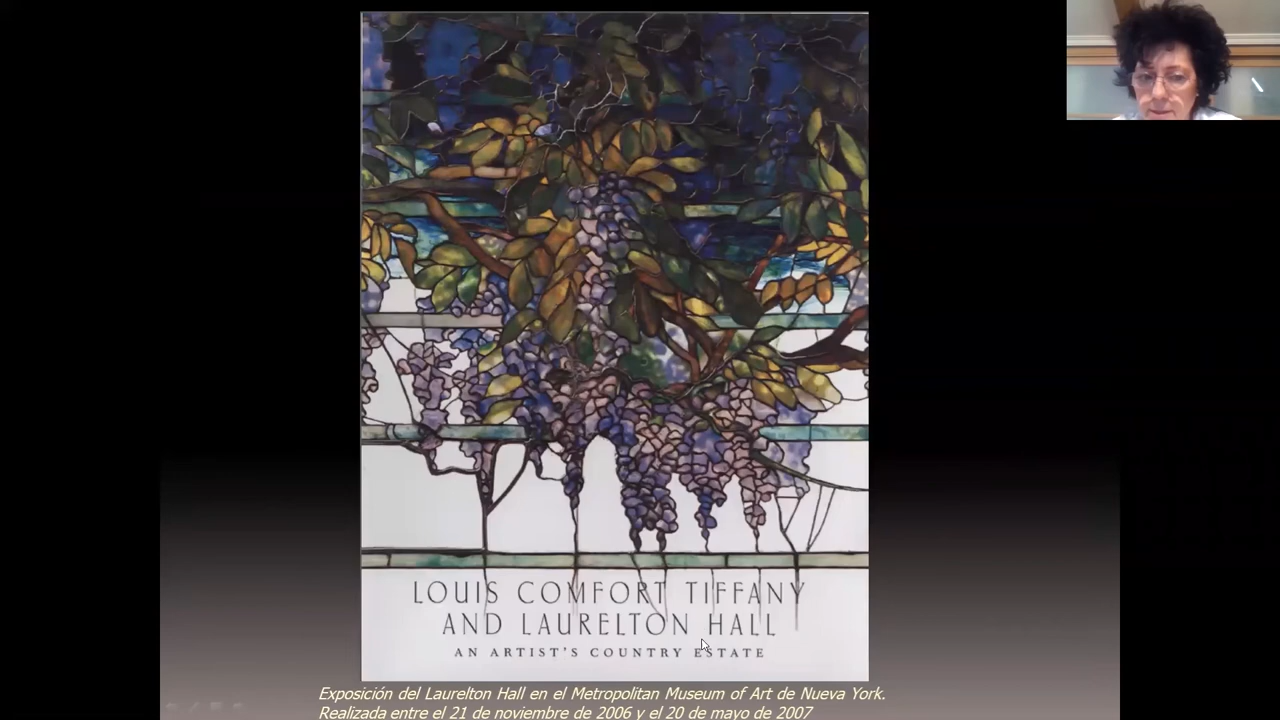 LOUIS COMFORT TIFFANY
AND LAURELTON HALL
AN ARTIST'S COUNTRY ESTATE
Exposición del Laurelton Hall en el Metropolitan Museum of Art de Nueva York.
Realizada entre el 21 de noviembre de 2006 y el 20 de mayo de 2007